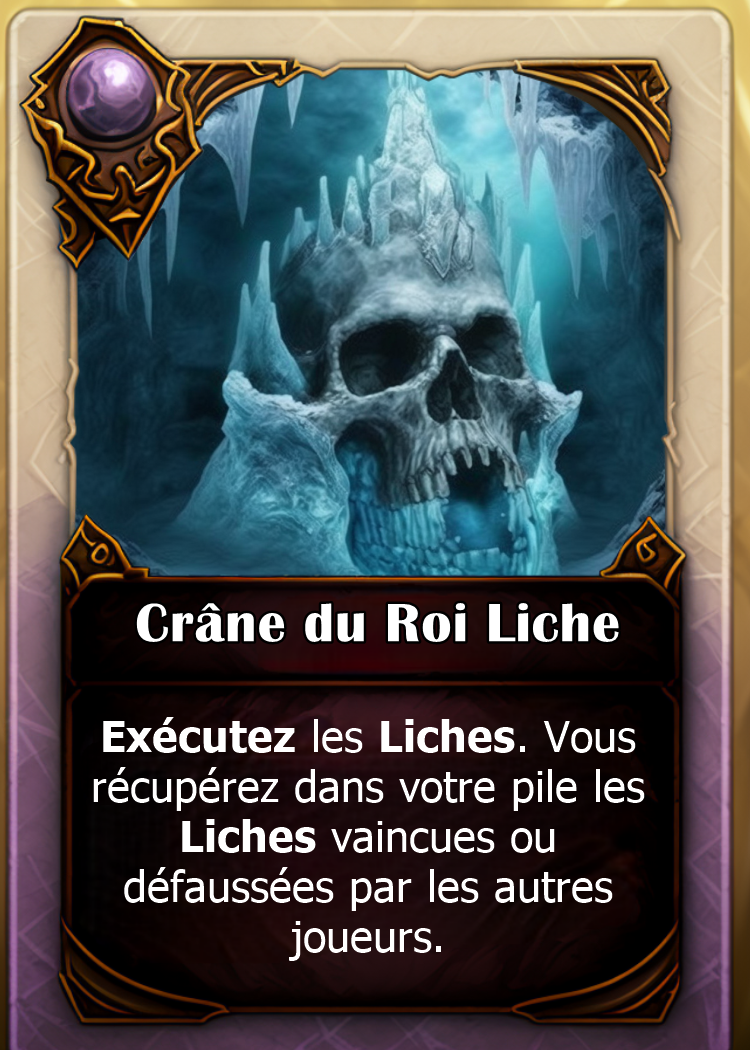 Crâne du Roi Liche
Exécutez les Liches. Vous
récupérez dans votre pile les
Liches vaincues ou
défaussées par les autres
joueurs.